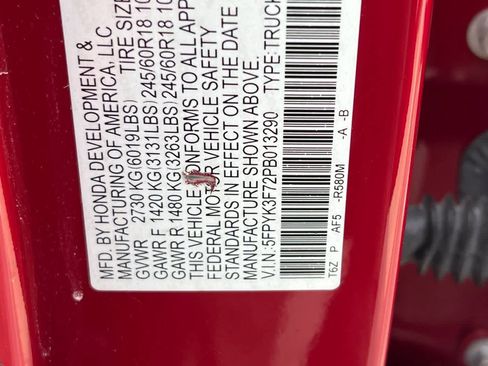 MFD. BY HONDA DEVELOPMENT &
MANUFACTURING OF AMERICA, LLC
GVWR 2730 KG(6019LBS) TIRE SIZE
GAWR F 1420 KG(3131LBS) 245/60R18 10
GAWR R 1480 KG(3263LBS) 245/60R18 10
THIS VEHICLE CONFORMS TO ALL APP
FEDERAL MOTOR VEHICLE SAFETY
STANDARDS IN EFFECT ON THE DATE
MANUFACTURE SHOWN ABOVE.
V.I.N.: 5FPYK3F72PB013290 TYPE:TRUCK
T6Z P AF5 -R580M -A -B